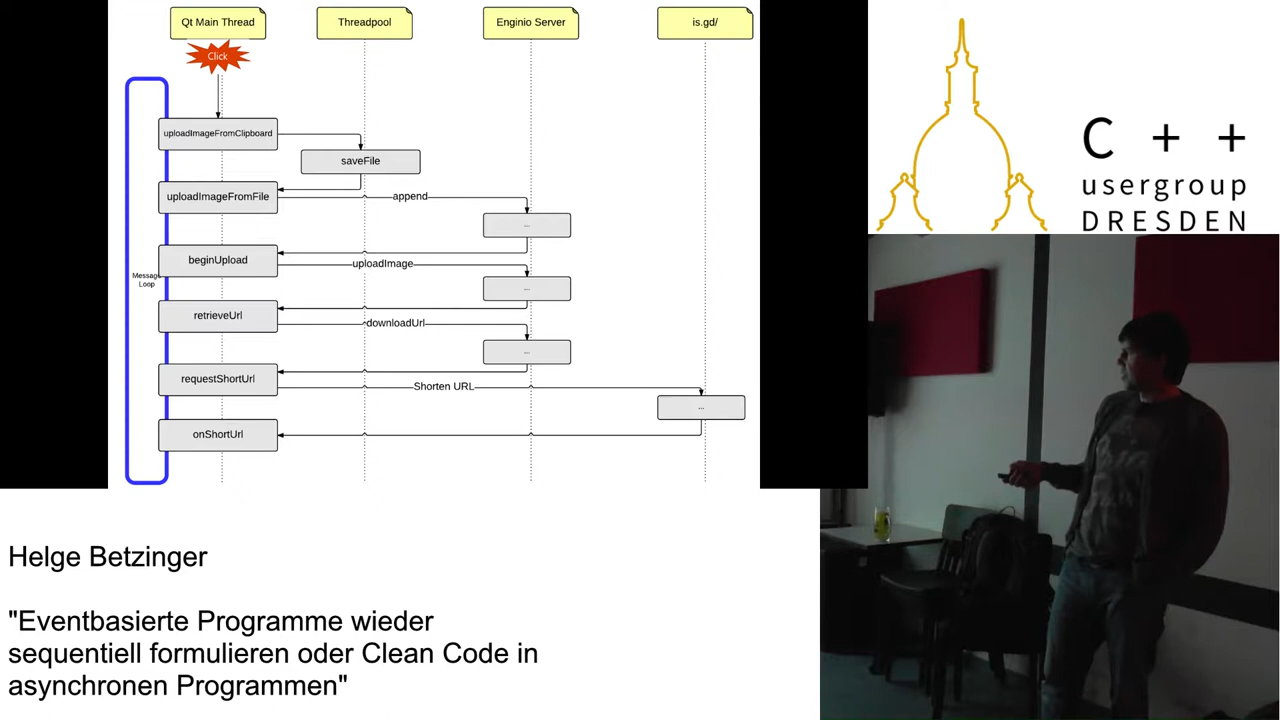 Qt Main Thread
Threadpool
Enginio Server
is.gd/
Click
uploadImageFromClipboard
saveFile
uploadImageFromFile
append
...
beginUpload
uploadImage
Message
Loop
...
retrieveUrl
downloadUrl
...
requestShortUrl
Shorten URL
...
onShortUrl
C + +
usergroup
DRESDEN
Helge Betzinger
"Eventbasierte Programme wieder
sequentiell formulieren oder Clean Code in
asynchronen Programmen"